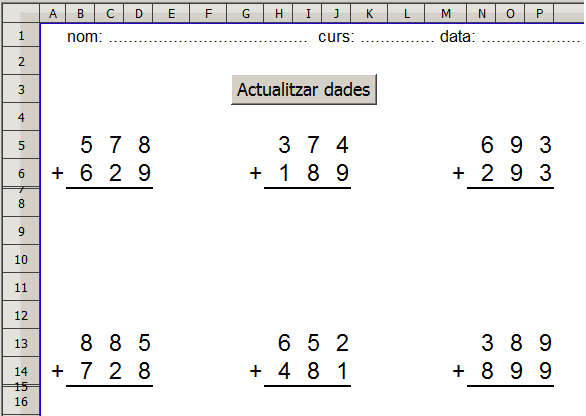 A B C D E F G H I J K L M N O P
1 nom: ............................................... curs: ................. data: .......................
2
3 Actualitzar dades
4
5 5 7 8 3 7 4 6 9 3
6 + 6 2 9 + 1 8 9 + 2 9 3
7
8
9
10
11
12
13 8 8 5 6 5 2 3 8 9
14 + 7 2 8 + 4 8 1 + 8 9 9
15
16